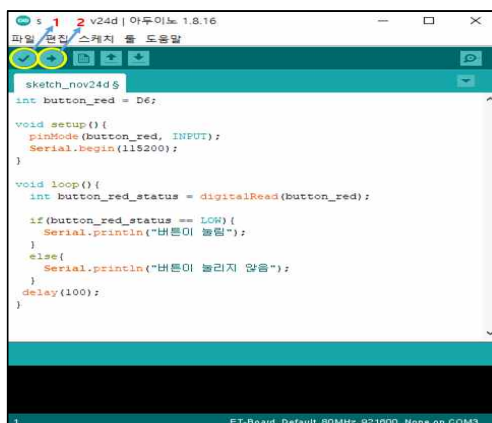 s 1 2 v24d | 아두이노 1.8.16
파일 편집 스케치 툴 도움말
sketch_nov24d §
int button_red = D6;
void setup(){
pinMode(button_red, INPUT);
Serial.begin(115200);
}
void loop(){
int button_red_status = digitalRead(button_red);
if(button_red_status == LOW){
Serial.println("버튼이 눌림");
}
else{
Serial.println("버튼이 눌리지 않음");
}
delay(100);
}
1 ET-Board, Default, 80MHz, 921600, None on COM3